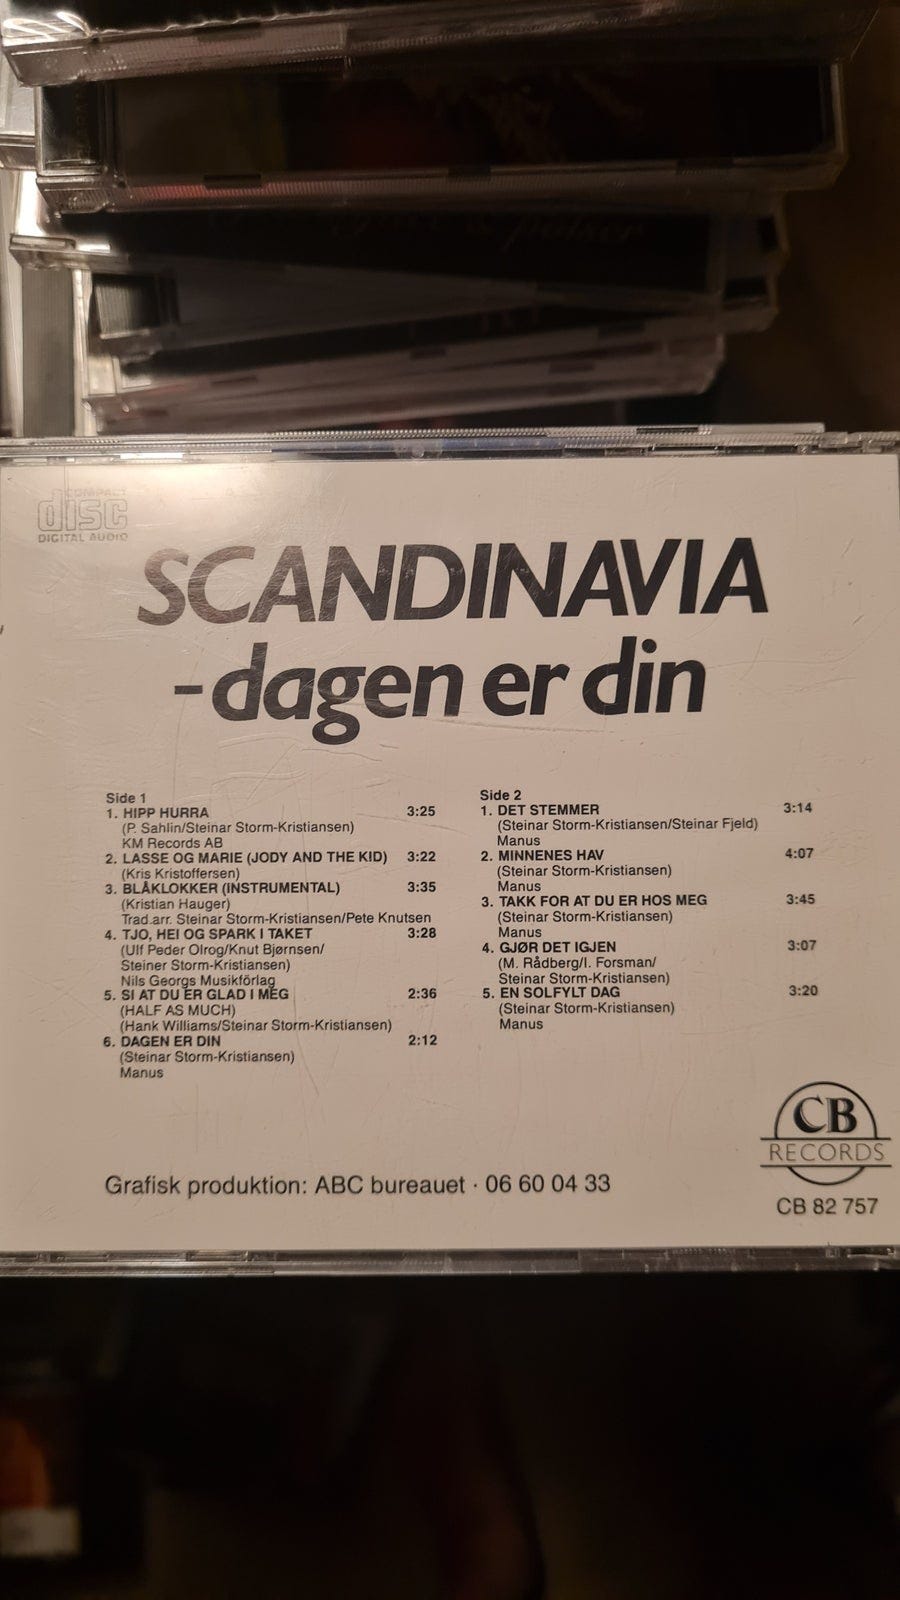 & poiser
COMPACT
disc
DIGITAL AUDIO
SCANDINAVIA
-dagen er din
Side 1
1. HIPP HURRA 3:25
(P. Sahlin/Steinar Storm-Kristiansen)
KM Records AB
2. LASSE OG MARIE (JODY AND THE KID) 3:22
(Kris Kristoffersen)
3. BLÅKLOKKER (INSTRUMENTAL) 3:35
(Kristian Hauger)
Trad.arr. Steinar Storm-Kristiansen/Pete Knutsen
4. TJO, HEI OG SPARK I TAKET 3:28
(Ulf Peder Olrog/Knut Bjørnsen/
Steiner Storm-Kristiansen)
Nils Georgs Musikförlag
5. SI AT DU ER GLAD I MEG 2:36
(HALF AS MUCH)
(Hank Williams/Steinar Storm-Kristiansen)
6. DAGEN ER DIN 2:12
(Steinar Storm-Kristiansen)
Manus
Side 2
1. DET STEMMER 3:14
(Steinar Storm-Kristiansen/Steinar Fjeld)
Manus
2. MINNENES HAV 4:07
(Steinar Storm-Kristiansen)
Manus
3. TAKK FOR AT DU ER HOS MEG 3:45
(Steinar Storm-Kristiansen)
Manus
4. GJØR DET IGJEN 3:07
(M. Rådberg/I. Forsman/
Steinar Storm-Kristiansen)
5. EN SOLFYLT DAG 3:20
(Steinar Storm-Kristiansen)
Manus
Grafisk produktion: ABC bureauet · 06 60 04 33
CB
RECORDS
CB 82 757